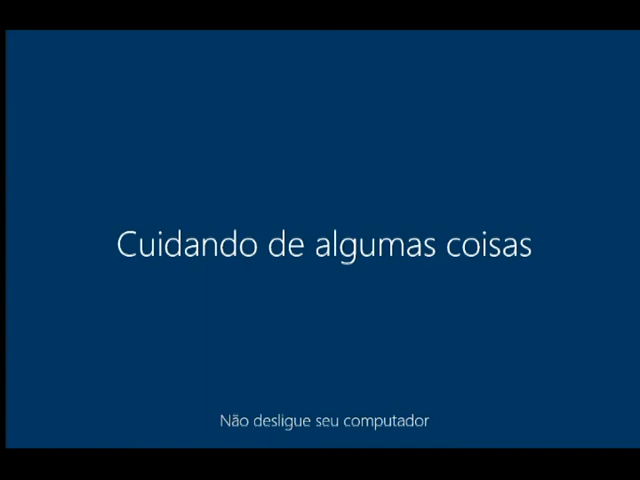 Cuidando de algumas coisas
Não desligue seu computador